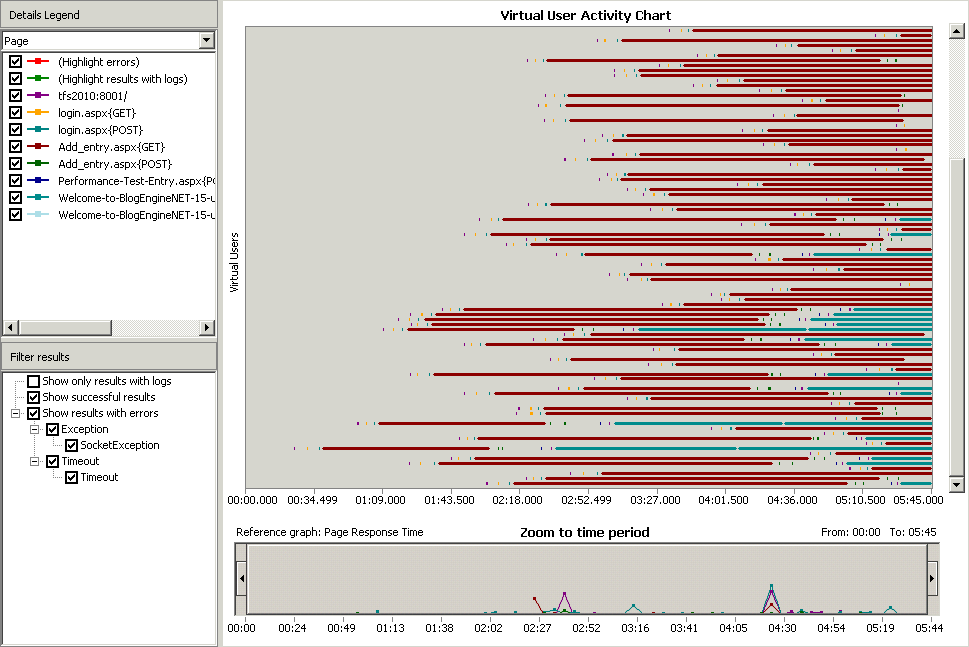 Details Legend
Page
(Highlight errors)
(Highlight results with logs)
tfs2010:8001/
login.aspx{GET}
login.aspx{POST}
Add_entry.aspx{GET}
Add_entry.aspx{POST}
Performance-Test-Entry.aspx{P
Welcome-to-BlogEngineNET-15-u
Welcome-to-BlogEngineNET-15-u
Filter results
Show only results with logs
Show successful results
Show results with errors
Exception
SocketException
Timeout
Timeout
Virtual User Activity Chart
Virtual Users
00:00.000 00:34.499 01:09.000 01:43.500 02:18.000 02:52.499 03:27.000 04:01.500 04:36.000 05:10.500 05:45.000
Reference graph: Page Response Time Zoom to time period From: 00:00 To: 05:45
00:00 00:24 00:49 01:13 01:38 02:02 02:27 02:52 03:16 03:41 04:05 04:30 04:54 05:19 05:44